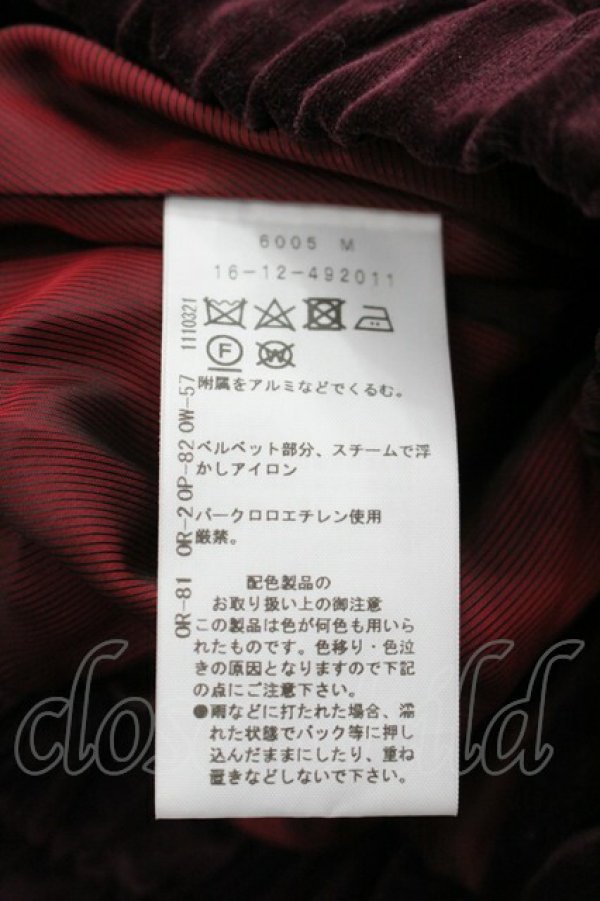 6005 M
16-12-492011
F
W
附属をアルミなどでくるむ。
ベルベット部分、スチームで浮
かしアイロン
パークロロエチレン使用
厳禁。
配色製品の
お取り扱い上の御注意
この製品は色が何色も用いら
れたものです。色移り・色泣
きの原因となりますので下記
の点にご注意下さい。
●雨などに打たれた場合、濡
れた状態でバック等に押し
込んだままにしたり、重ね
置きなどしないで下さい。
OR-81 OR-2 OP-82 OW-57 1110321